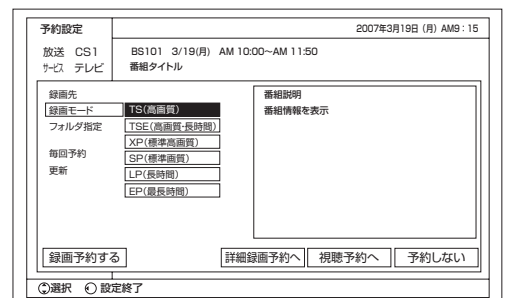 予約設定
2007年3月19日（月）AM9：15
放送 CS1
BS101 3/19(月) AM 10:00~AM 11:50
サービス テレビ
番組タイトル
録画先
録画モード
フォルダ指定
毎回予約
更新
TS(高画質)
TSE(高画質･長時間)
XP(標準高画質)
SP(標準画質)
LP(長時間)
EP(最長時間)
番組説明
番組情報を表示
録画予約する
詳細録画予約へ
視聴予約へ
予約しない
選択 設定終了